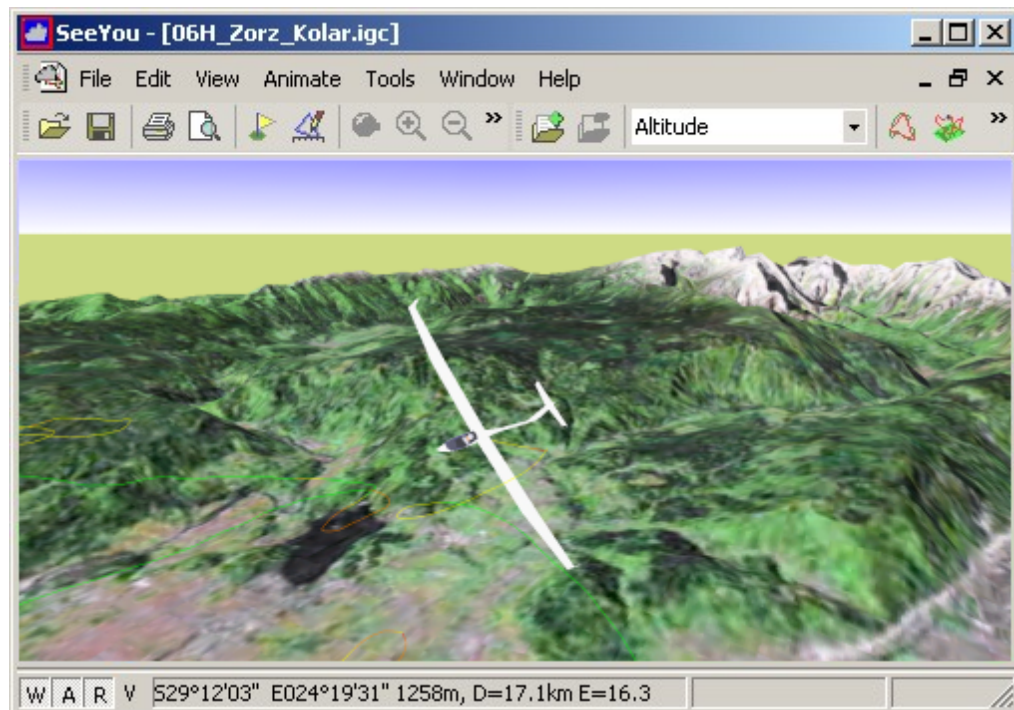 SeeYou - [06H_Zorz_Kolar.igc]
File Edit View Animate Tools Window Help
Altitude
W A R V S29°12'03" E024°19'31" 1258m, D=17.1km E=16.3